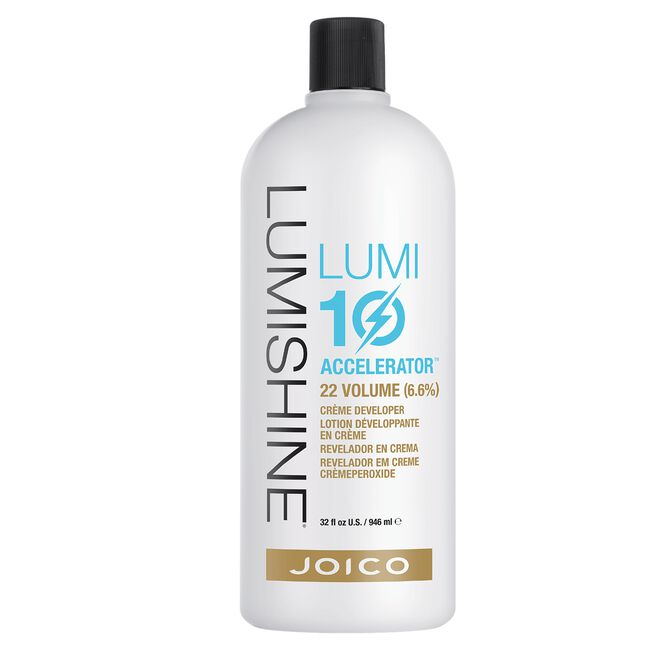 LUMISHINE®
LUMI
10
ACCELERATOR™
22 VOLUME (6.6%)
CRÈME DEVELOPER
LOTION DÉVELOPPANTE
EN CRÈME
REVELADOR EN CREMA
REVELADOR EM CREME
CRÈMEPEROXIDE
32 fl oz U.S. / 946 ml ℮
JOICO